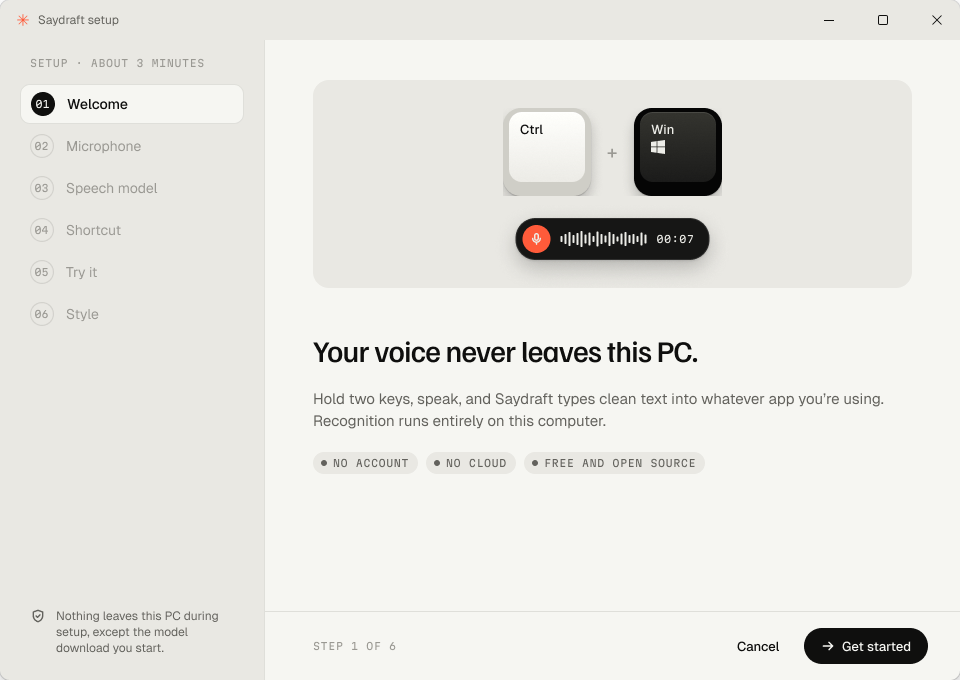 Saydraft setup
SETUP · ABOUT 3 MINUTES
01 Welcome
02 Microphone
03 Speech model
04 Shortcut
05 Try it
06 Style
Nothing leaves this PC during
setup, except the model
download you start.
Ctrl + Win
00:07
Your voice never leaves this PC.
Hold two keys, speak, and Saydraft types clean text into whatever app you're using.
Recognition runs entirely on this computer.
NO ACCOUNT NO CLOUD FREE AND OPEN SOURCE
STEP 1 OF 6 Cancel Get started